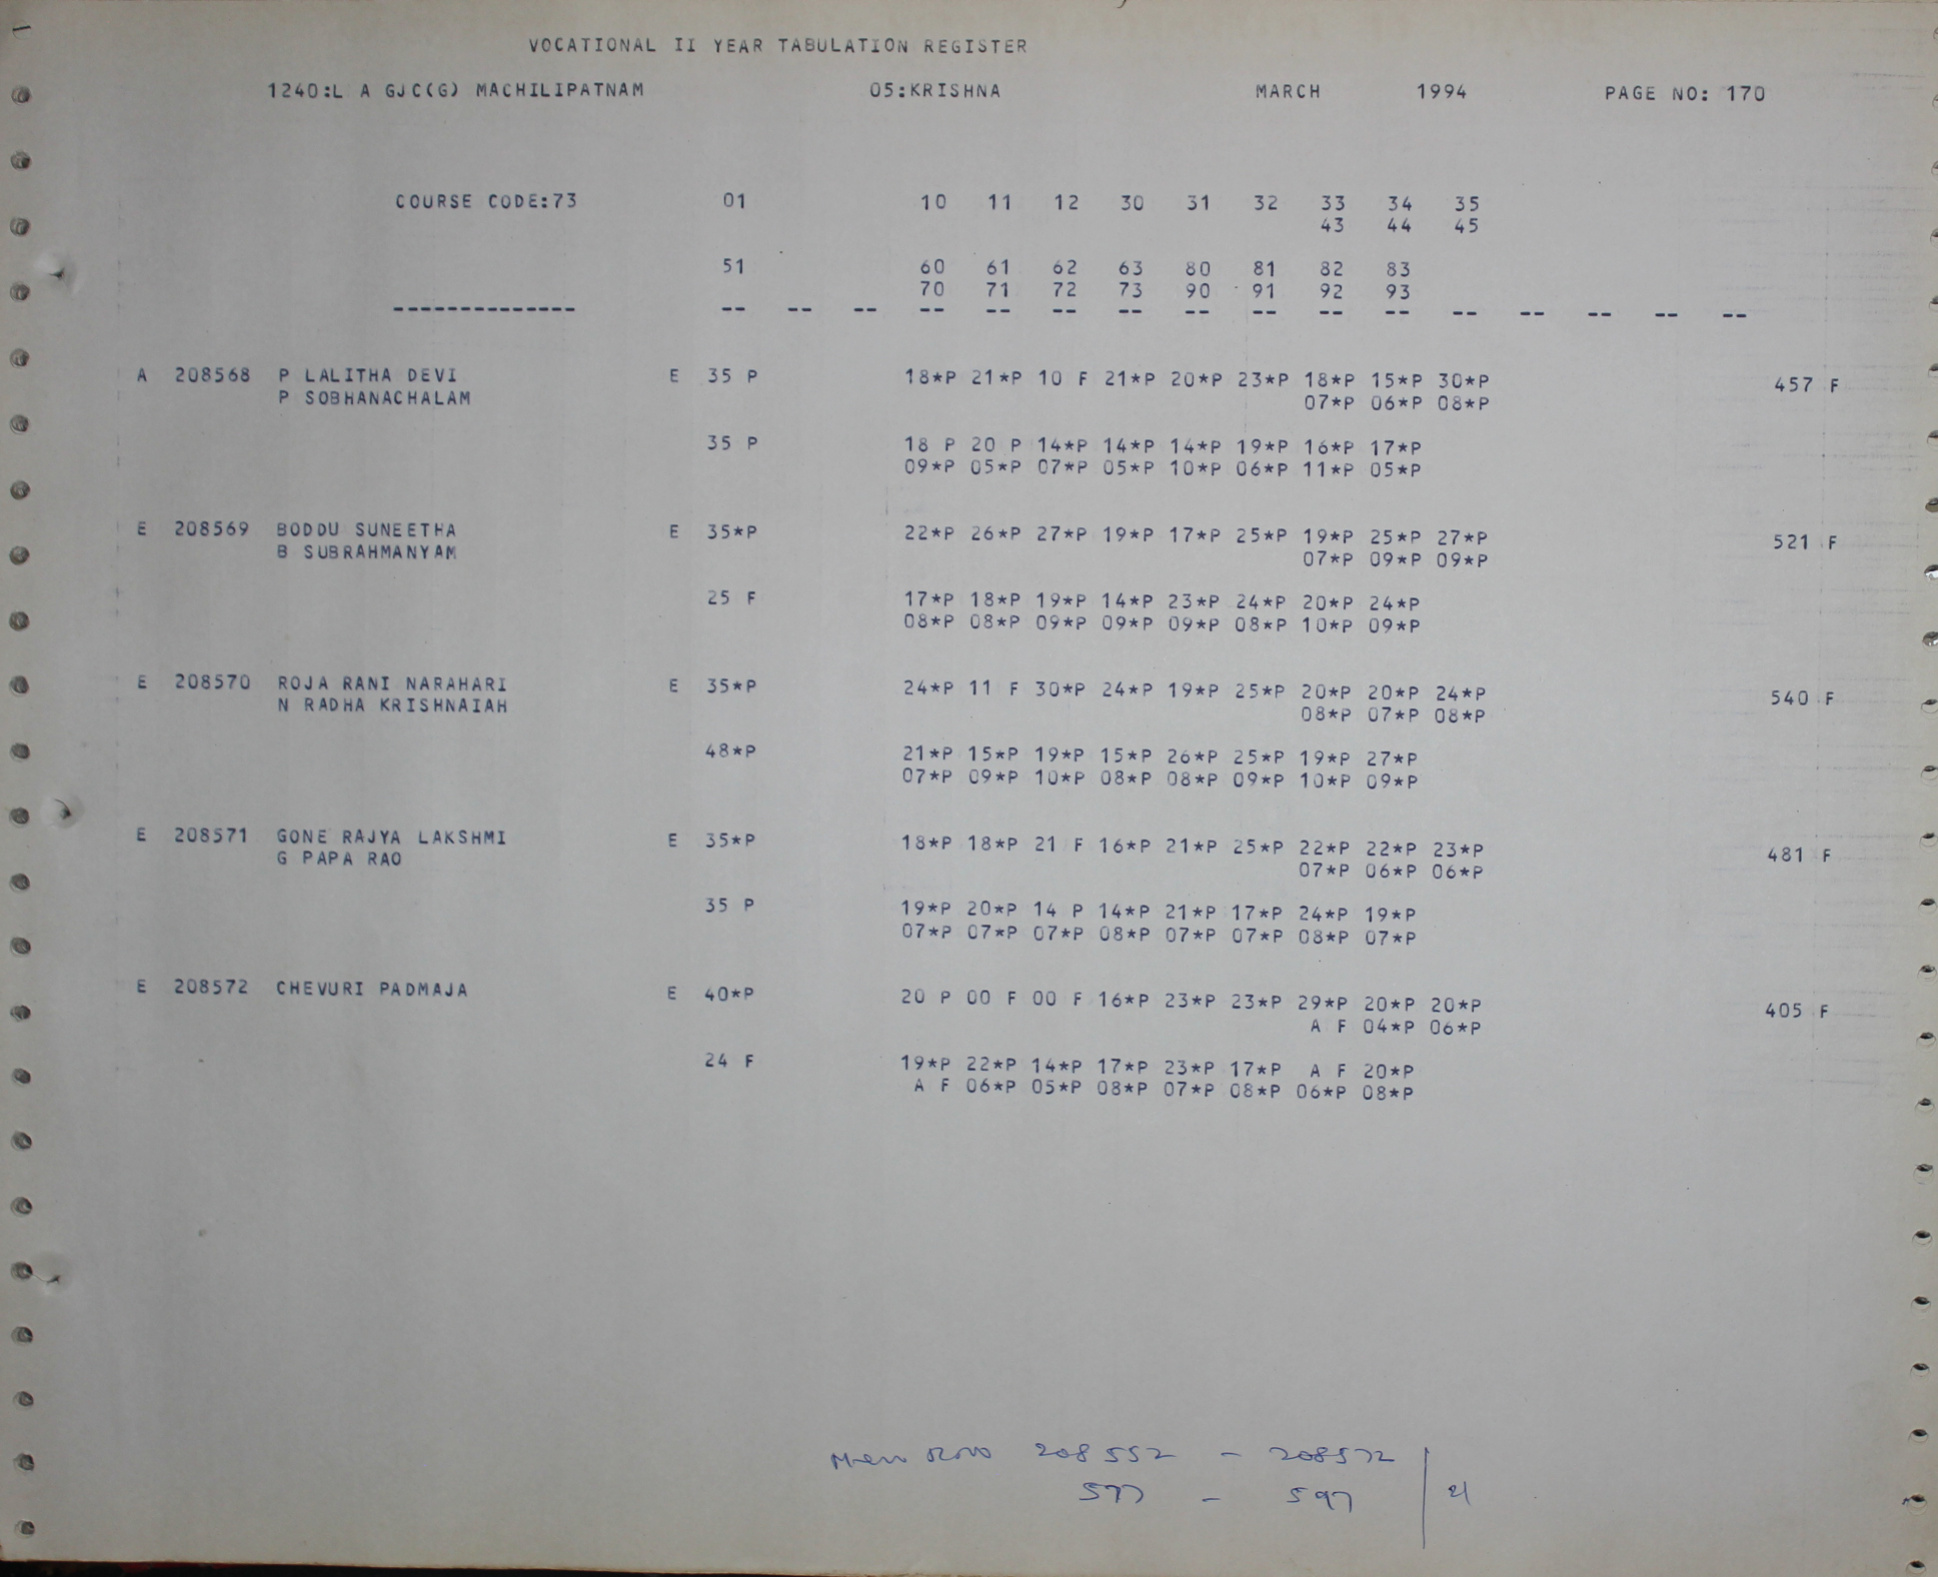 VOCATIONAL II YEAR TABULATION REGISTER
1240:L A GJC(G) MACHILIPATNAM 05:KRISHNA MARCH 1994 PAGE NO: 170
COURSE CODE:73 01 10 11 12 30 31 32 33 34 35
43 44 45
51 60 61 62 63 80 81 82 83
70 71 72 73 90 91 92 93
-------------- -- -- -- -- -- -- -- -- -- -- -- -- -- -- -- --
A 208568 P LALITHA DEVI E 35 P 18*P 21*P 10 F 21*P 20*P 23*P 18*P 15*P 30*P 457 F
P SOBHANACHALAM 07*P 06*P 08*P
35 P 18 P 20 P 14*P 14*P 14*P 19*P 16*P 17*P
09*P 05*P 07*P 05*P 10*P 06*P 11*P 05*P
E 208569 BODDU SUNEETHA E 35*P 22*P 26*P 27*P 19*P 17*P 25*P 19*P 25*P 27*P 521 F
B SUBRAHMANYAM 07*P 09*P 09*P
25 F 17*P 18*P 19*P 14*P 23*P 24*P 20*P 24*P
08*P 08*P 09*P 09*P 09*P 08*P 10*P 09*P
E 208570 ROJA RANI NARAHARI E 35*P 24*P 11 F 30*P 24*P 19*P 25*P 20*P 20*P 24*P 540 F
N RADHA KRISHNAIAH 08*P 07*P 08*P
48*P 21*P 15*P 19*P 15*P 26*P 25*P 19*P 27*P
07*P 09*P 10*P 08*P 08*P 09*P 10*P 09*P
E 208571 GONE RAJYA LAKSHMI E 35*P 18*P 18*P 21 F 16*P 21*P 25*P 22*P 22*P 23*P 481 F
G PAPA RAO 07*P 06*P 06*P
35 P 19*P 20*P 14 P 14*P 21*P 17*P 24*P 19*P
07*P 07*P 07*P 08*P 07*P 07*P 08*P 07*P
E 208572 CHEVURI PADMAJA E 40*P 20 P 00 F 00 F 16*P 23*P 23*P 29*P 20*P 20*P 405 F
A F 04*P 06*P
24 F 19*P 22*P 14*P 17*P 23*P 17*P A F 20*P
A F 06*P 05*P 08*P 07*P 08*P 06*P 08*P
208552 - 208572
577 - 597 21